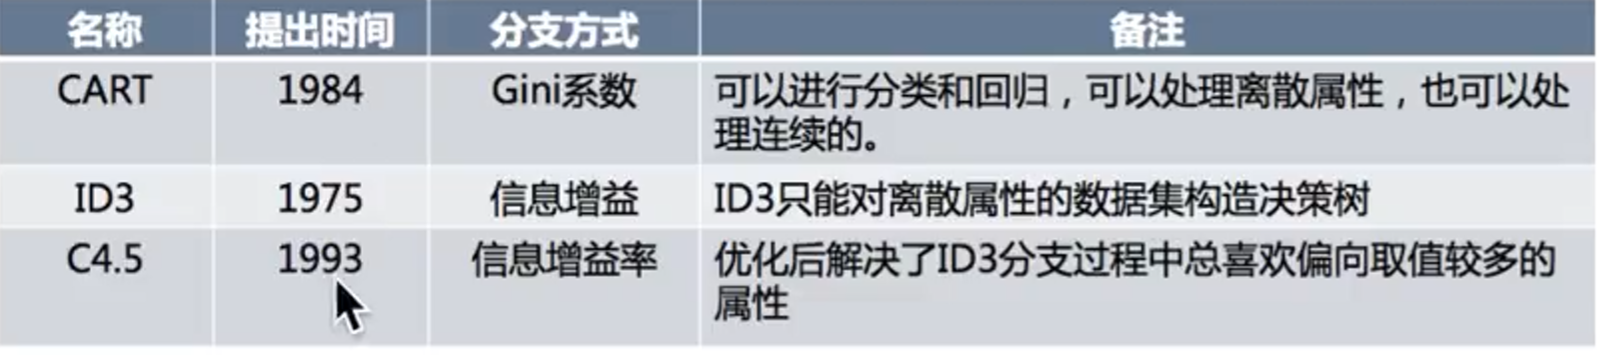 名称 提出时间 分支方式 备注
CART 1984 Gini系数 可以进行分类和回归，可以处理离散属性，也可以处
理连续的。
ID3 1975 信息增益 ID3只能对离散属性的数据集构造决策树
C4.5 1993 信息增益率 优化后解决了ID3分支过程中总喜欢偏向取值较多的
属性